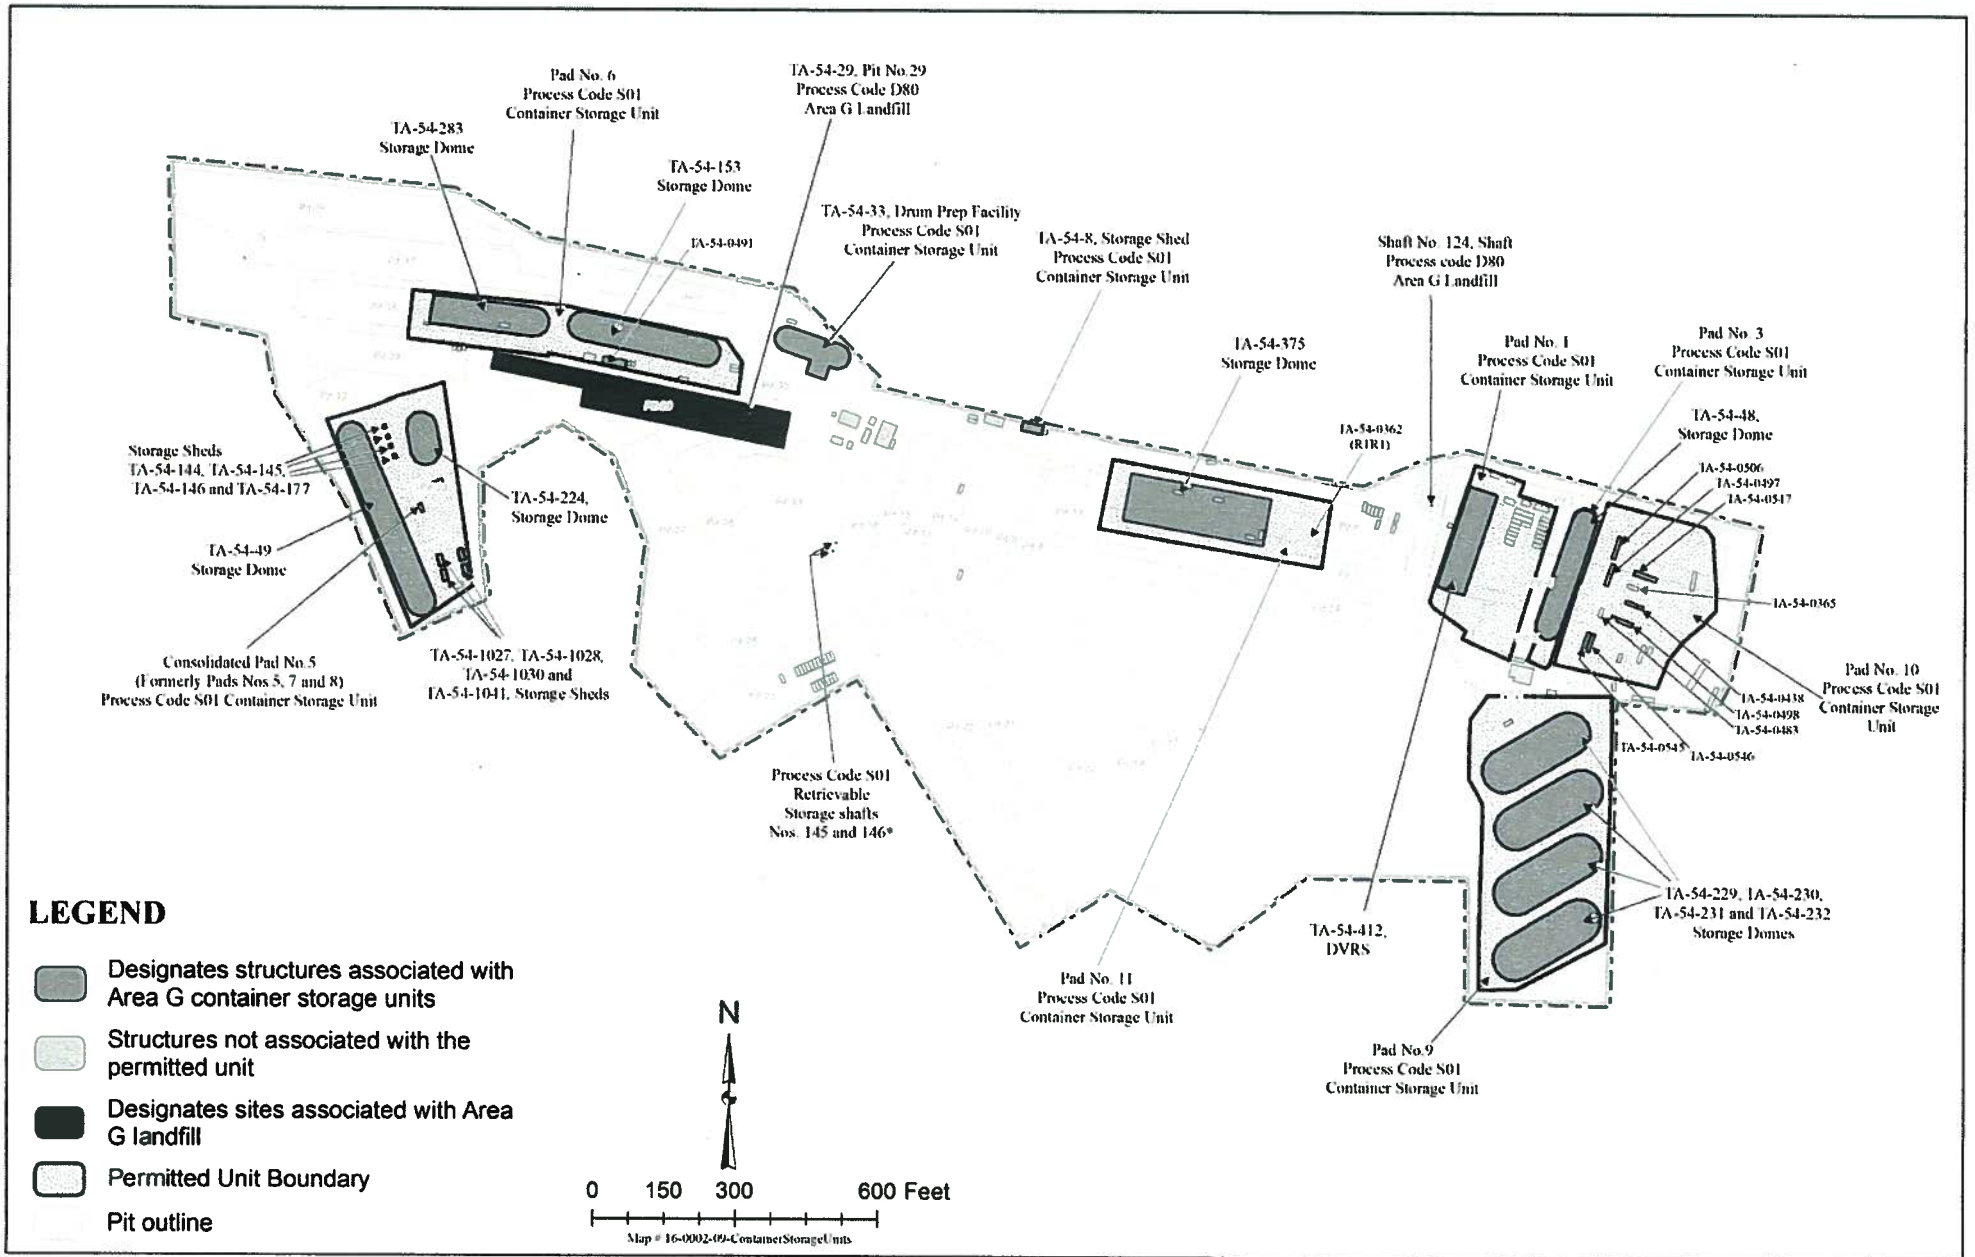 Pad No. 6
Process Code S01
Container Storage Unit
TA-54-29, Pit No.29
Process Code D80
Area G Landfill
TA-54-283
Storage Dome
TA-54-153
Storage Dome
TA-54-0491
TA-54-33, Drum Prep Facility
Process Code S01
Container Storage Unit
TA-54-8, Storage Shed
Process Code S01
Container Storage Unit
Shaft No. 124, Shaft
Process code D80
Area G Landfill
TA-54-375
Storage Dome
Pad No. 1
Process Code S01
Container Storage Unit
Pad No. 3
Process Code S01
Container Storage Unit
TA-54-48,
Storage Dome
TA-54-0362
(RTR1)
TA-54-0506
TA-54-0497
TA-54-0547
Storage Sheds
TA-54-144, TA-54-145,
TA-54-146 and TA-54-177
TA-54-224,
Storage Dome
TA-54-49
Storage Dome
TA-54-0365
Consolidated Pad No.5
(Formerly Pads Nos 5, 7 and 8)
Process Code S01 Container Storage Unit
TA-54-1027, TA-54-1028,
TA-54-1030 and
TA-54-1041, Storage Sheds
Pad No. 10
Process Code S01
Container Storage
Unit
TA-54-0438
TA-54-0498
TA-54-0483
TA-54-0545
TA-54-0546
Process Code S01
Retrievable
Storage shafts
Nos. 145 and 146*
TA-54-229, TA-54-230,
TA-54-231 and TA-54-232
Storage Domes
TA-54-412,
DVRS
Pad No. 11
Process Code S01
Container Storage Unit
Pad No.9
Process Code S01
Container Storage Unit
LEGEND
Designates structures associated with
Area G container storage units
Structures not associated with the
permitted unit
Designates sites associated with Area
G landfill
Permitted Unit Boundary
Pit outline
N
0 150 300 600 Feet
Map # 16-0002-09-ContainerStorageUnits